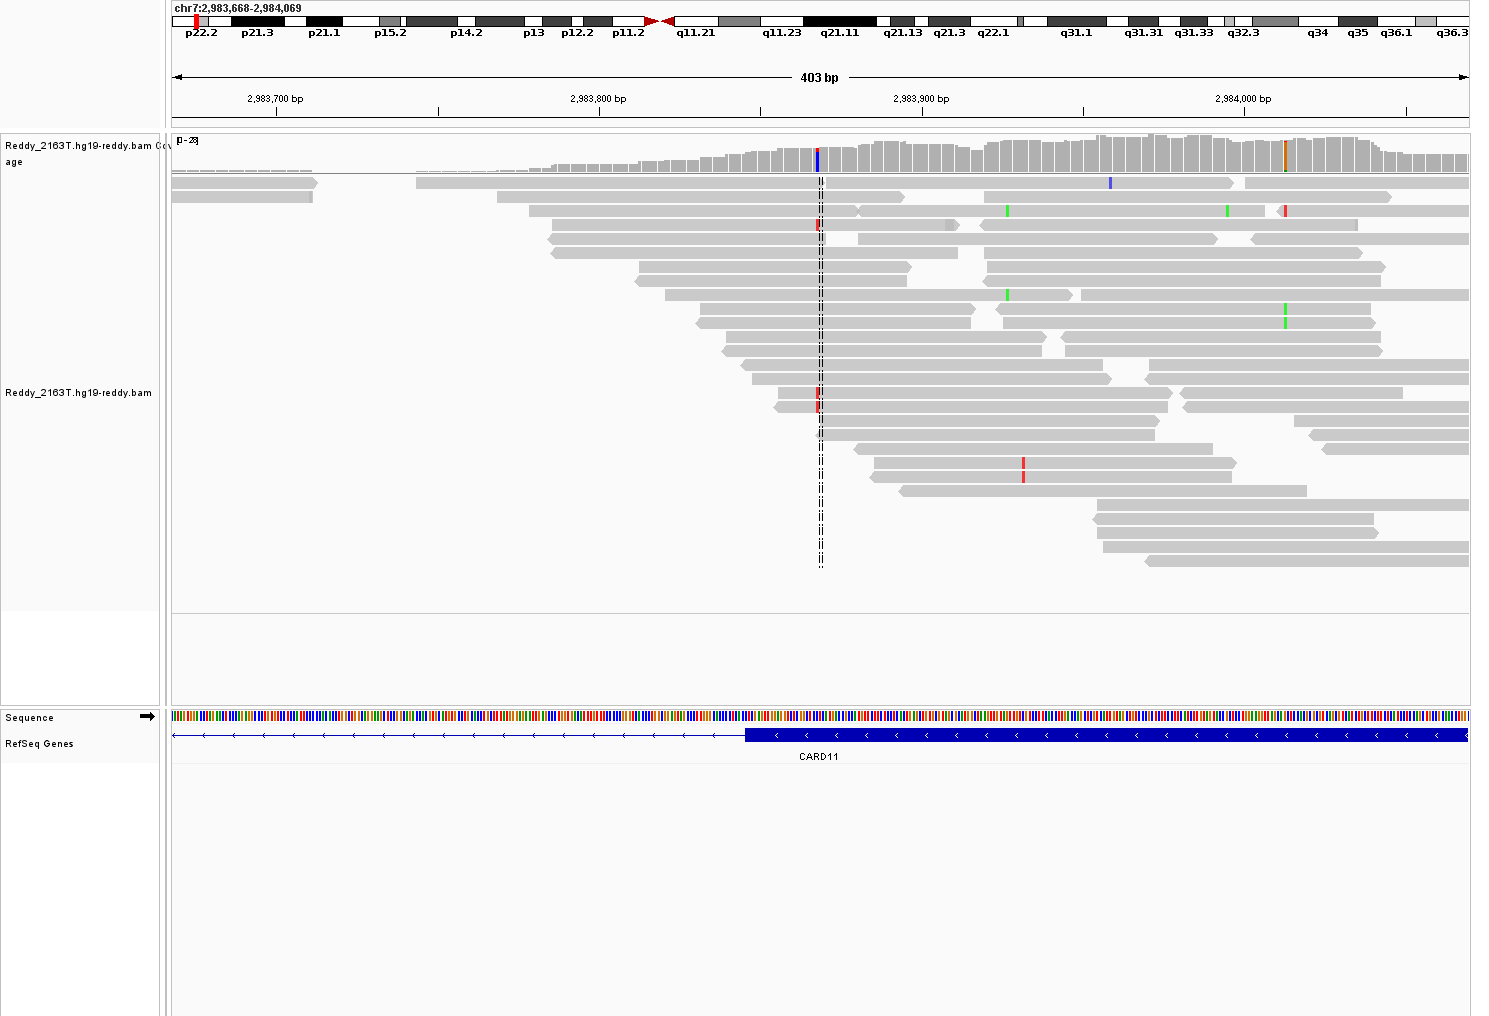 chr7:2,983,668-2,984,069
p22.2 p21.3 p21.1 p15.2 p14.2 p13 p12.2 p11.2 q11.21 q11.23 q21.11 q21.13 q21.3 q22.1 q31.1 q31.31 q31.33 q32.3 q34 q35 q36.1 q36.3
403 bp
2,983,700 bp 2,983,800 bp 2,983,900 bp 2,984,000 bp
[0-28]
Reddy_2163T.hg19-reddy.bam Cov
age
Reddy_2163T.hg19-reddy.bam
Sequence
RefSeq Genes
CARD11